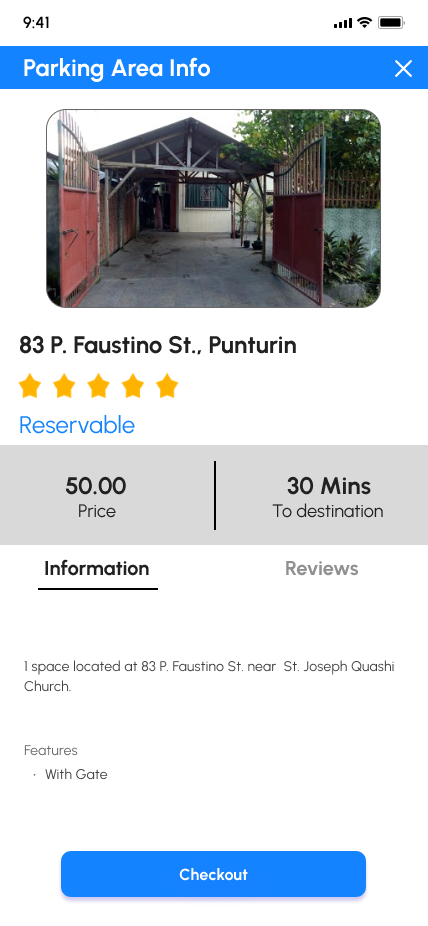 9:41
Parking Area Info
83 P. Faustino St., Punturin
Reservable
50.00
Price
30 Mins
To destination
Information
Reviews
1 space located at 83 P. Faustino St. near  St. Joseph Quashi
Church.
Features
· With Gate
Checkout